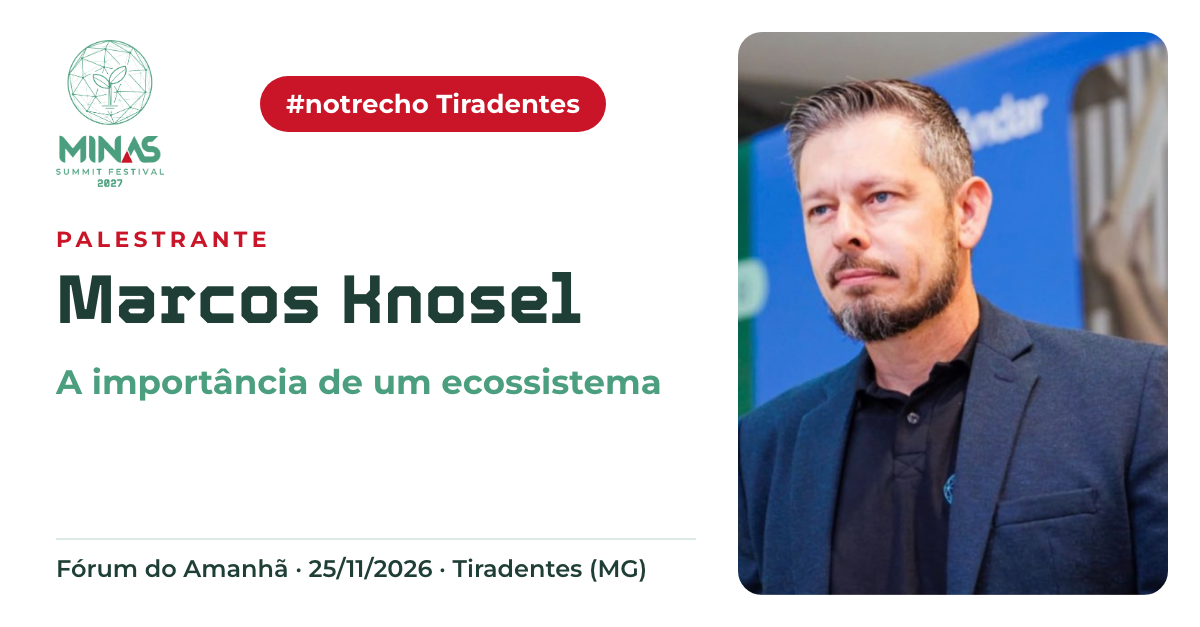 MINAS
SUMMIT FESTIVAL
2027
#notrecho Tiradentes
PALESTRANTE
Marcos Knosel
A importância de um ecossistema
Fórum do Amanhã · 25/11/2026 · Tiradentes (MG)